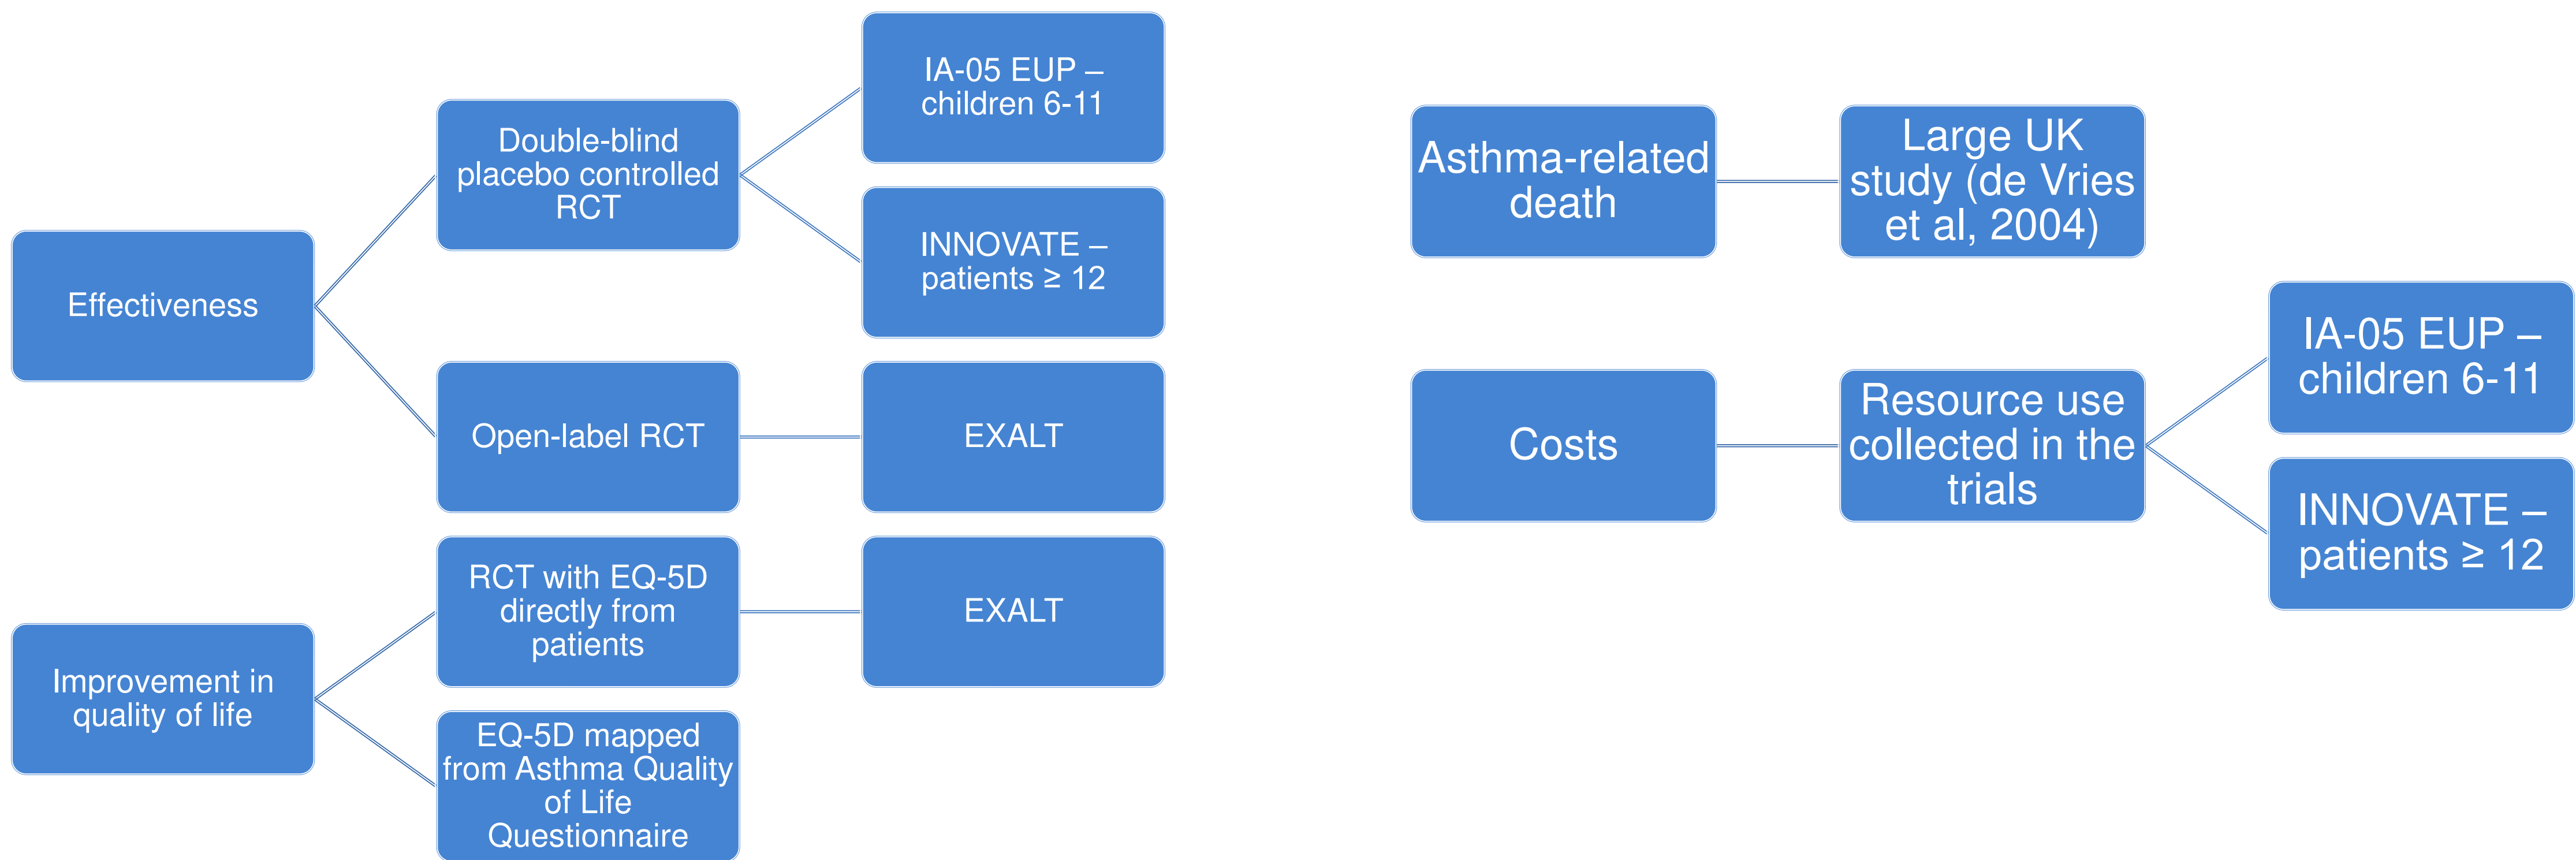 Effectiveness
Double-blind
placebo controlled
RCT
IA-05 EUP –
children 6-11
INNOVATE –
patients ≥ 12
Open-label RCT
EXALT
Improvement in
quality of life
RCT with EQ-5D
directly from
patients
EXALT
EQ-5D mapped
from Asthma Quality
of Life
Questionnaire
Asthma-related
death
Large UK
study (de Vries
et al, 2004)
Costs
Resource use
collected in the
trials
IA-05 EUP –
children 6-11
INNOVATE –
patients ≥ 12